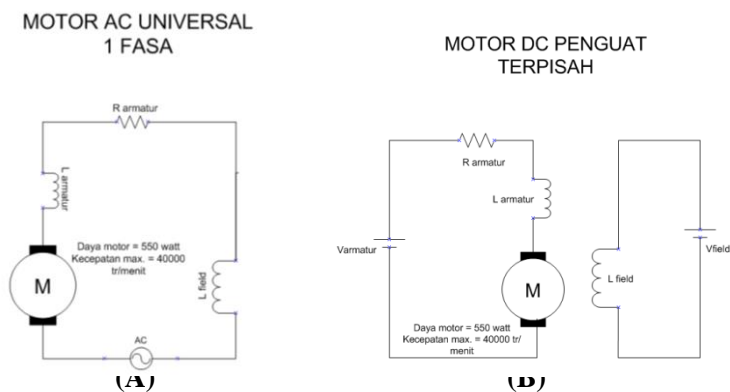 MOTOR AC UNIVERSAL
1 FASA
R armatur
L armatur
Daya motor = 550 watt
Kecepatan max. = 40000
tr/menit
M
L field
AC
(A)
MOTOR DC PENGUAT
TERPISAH
R armatur
L armatur
Varmatur
Vfield
M
L field
Daya motor = 550 watt
Kecepatan max. = 40000 tr/
menit
(B)